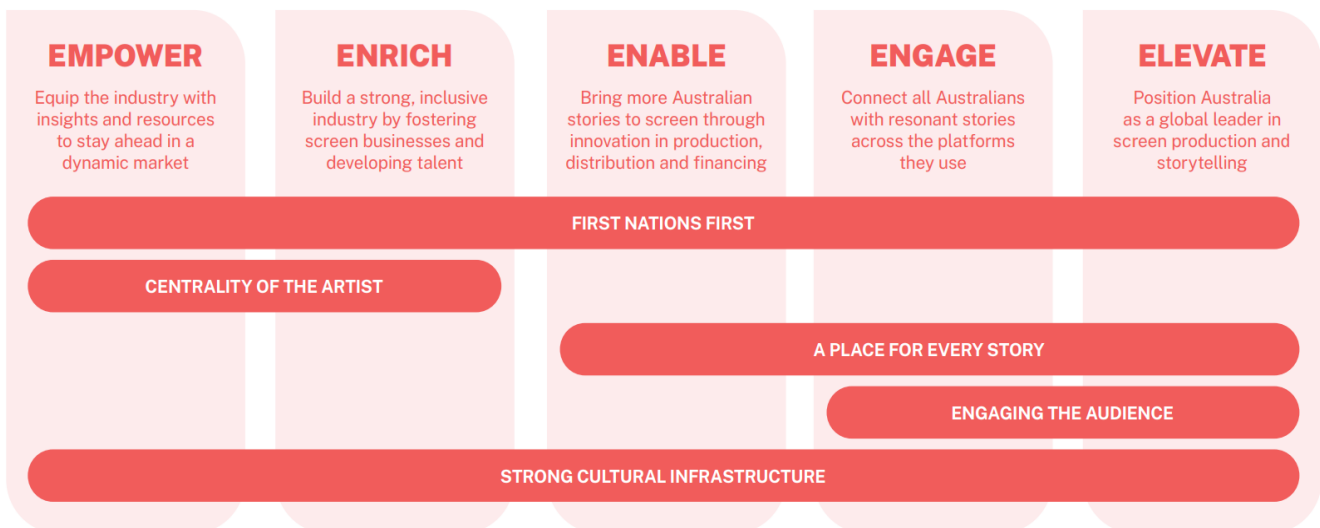 EMPOWER
Equip the industry with
insights and resources
to stay ahead in a
dynamic market
ENRICH
Build a strong, inclusive
industry by fostering
screen businesses and
developing talent
ENABLE
Bring more Australian
stories to screen through
innovation in production,
distribution and financing
ENGAGE
Connect all Australians
with resonant stories
across the platforms
they use
ELEVATE
Position Australia
as a global leader in
screen production and
storytelling
FIRST NATIONS FIRST
CENTRALITY OF THE ARTIST
A PLACE FOR EVERY STORY
ENGAGING THE AUDIENCE
STRONG CULTURAL INFRASTRUCTURE